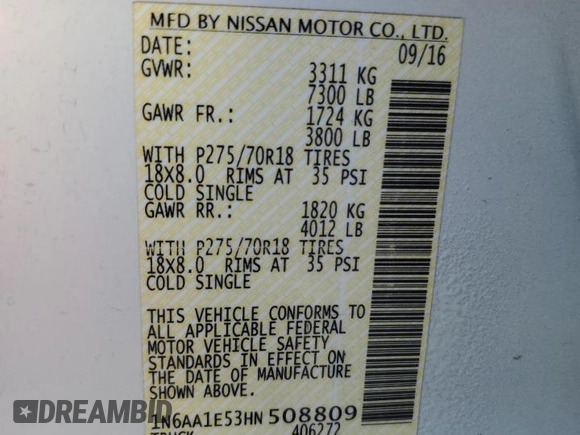 MFD BY NISSAN MOTOR CO., LTD.
DATE: 09/16
GVWR: 3311 KG
7300 LB
GAWR FR.: 1724 KG
3800 LB
WITH P275/70R18 TIRES
18X8.0 RIMS AT 35 PSI
COLD SINGLE
GAWR RR.: 1820 KG
4012 LB
WITH P275/70R18 TIRES
18X8.0 RIMS AT 35 PSI
COLD SINGLE
THIS VEHICLE CONFORMS TO
ALL APPLICABLE FEDERAL
MOTOR VEHICLE SAFETY
STANDARDS IN EFFECT ON
THE DATE OF MANUFACTURE
SHOWN ABOVE.
1N6AA1E53HN508809
TRUCK 406272
DREAMBID